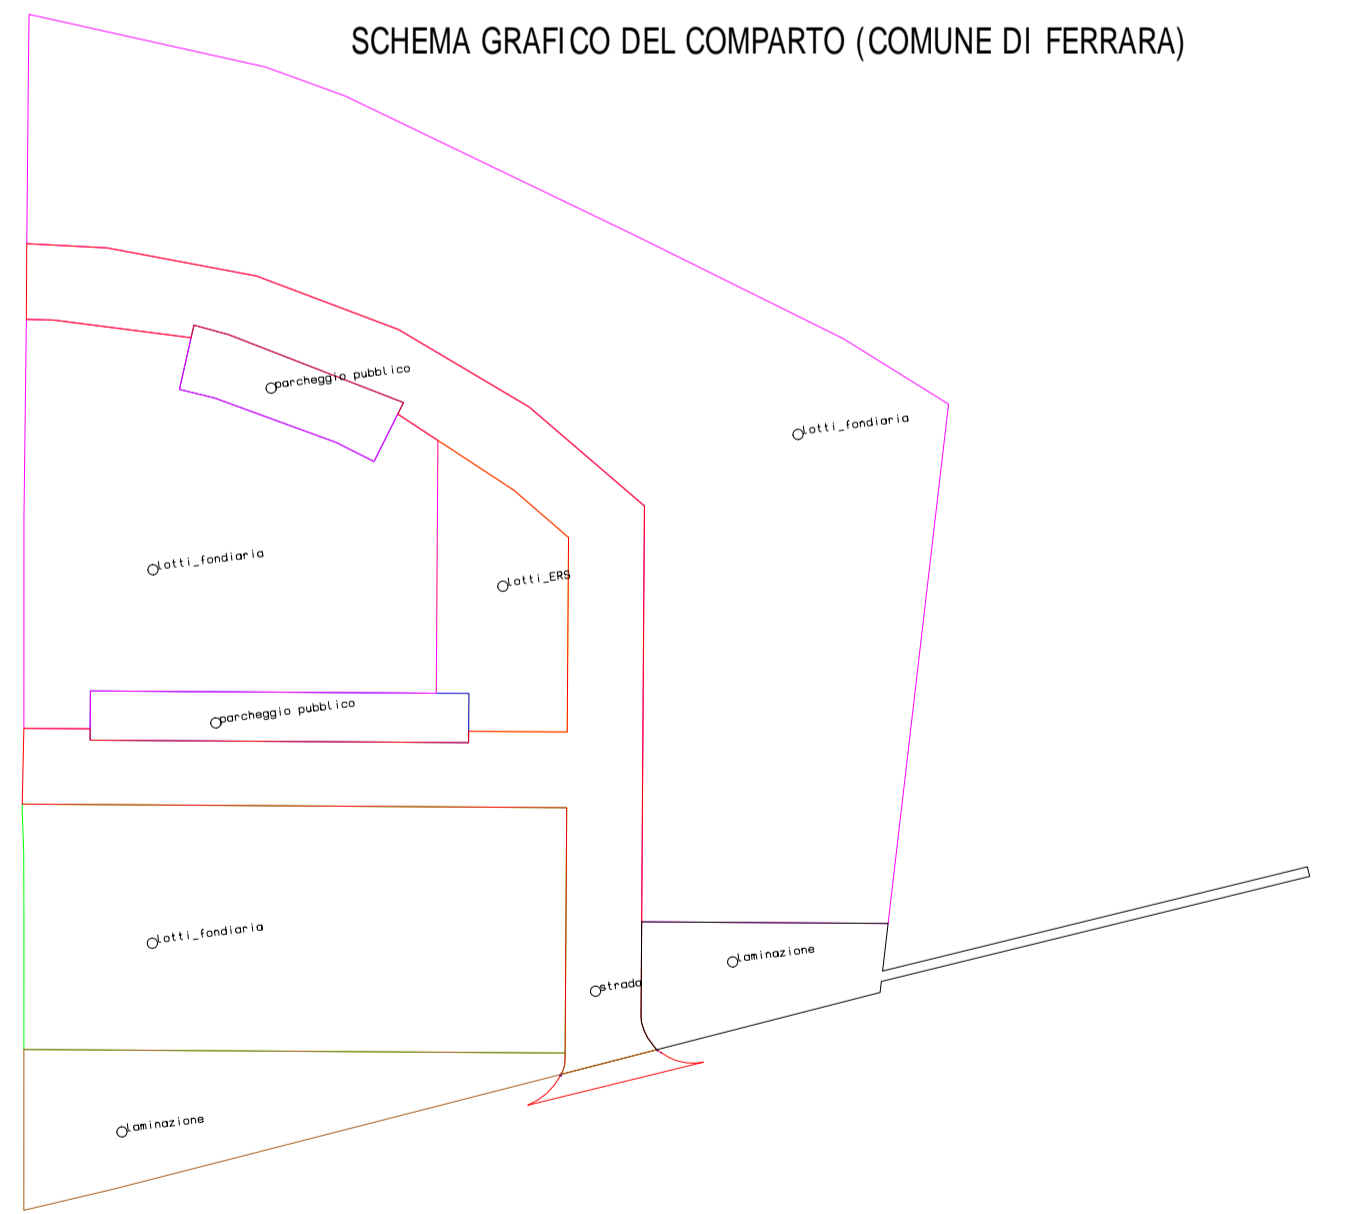 SCHEMA GRAFICO DEL COMPARTO (COMUNE DI FERRARA)
parcheggio pubblico
lotti_fondiaria
lotti_fondiaria
lotti_ERS
parcheggio pubblico
lotti_fondiaria
laminazione
strada
laminazione